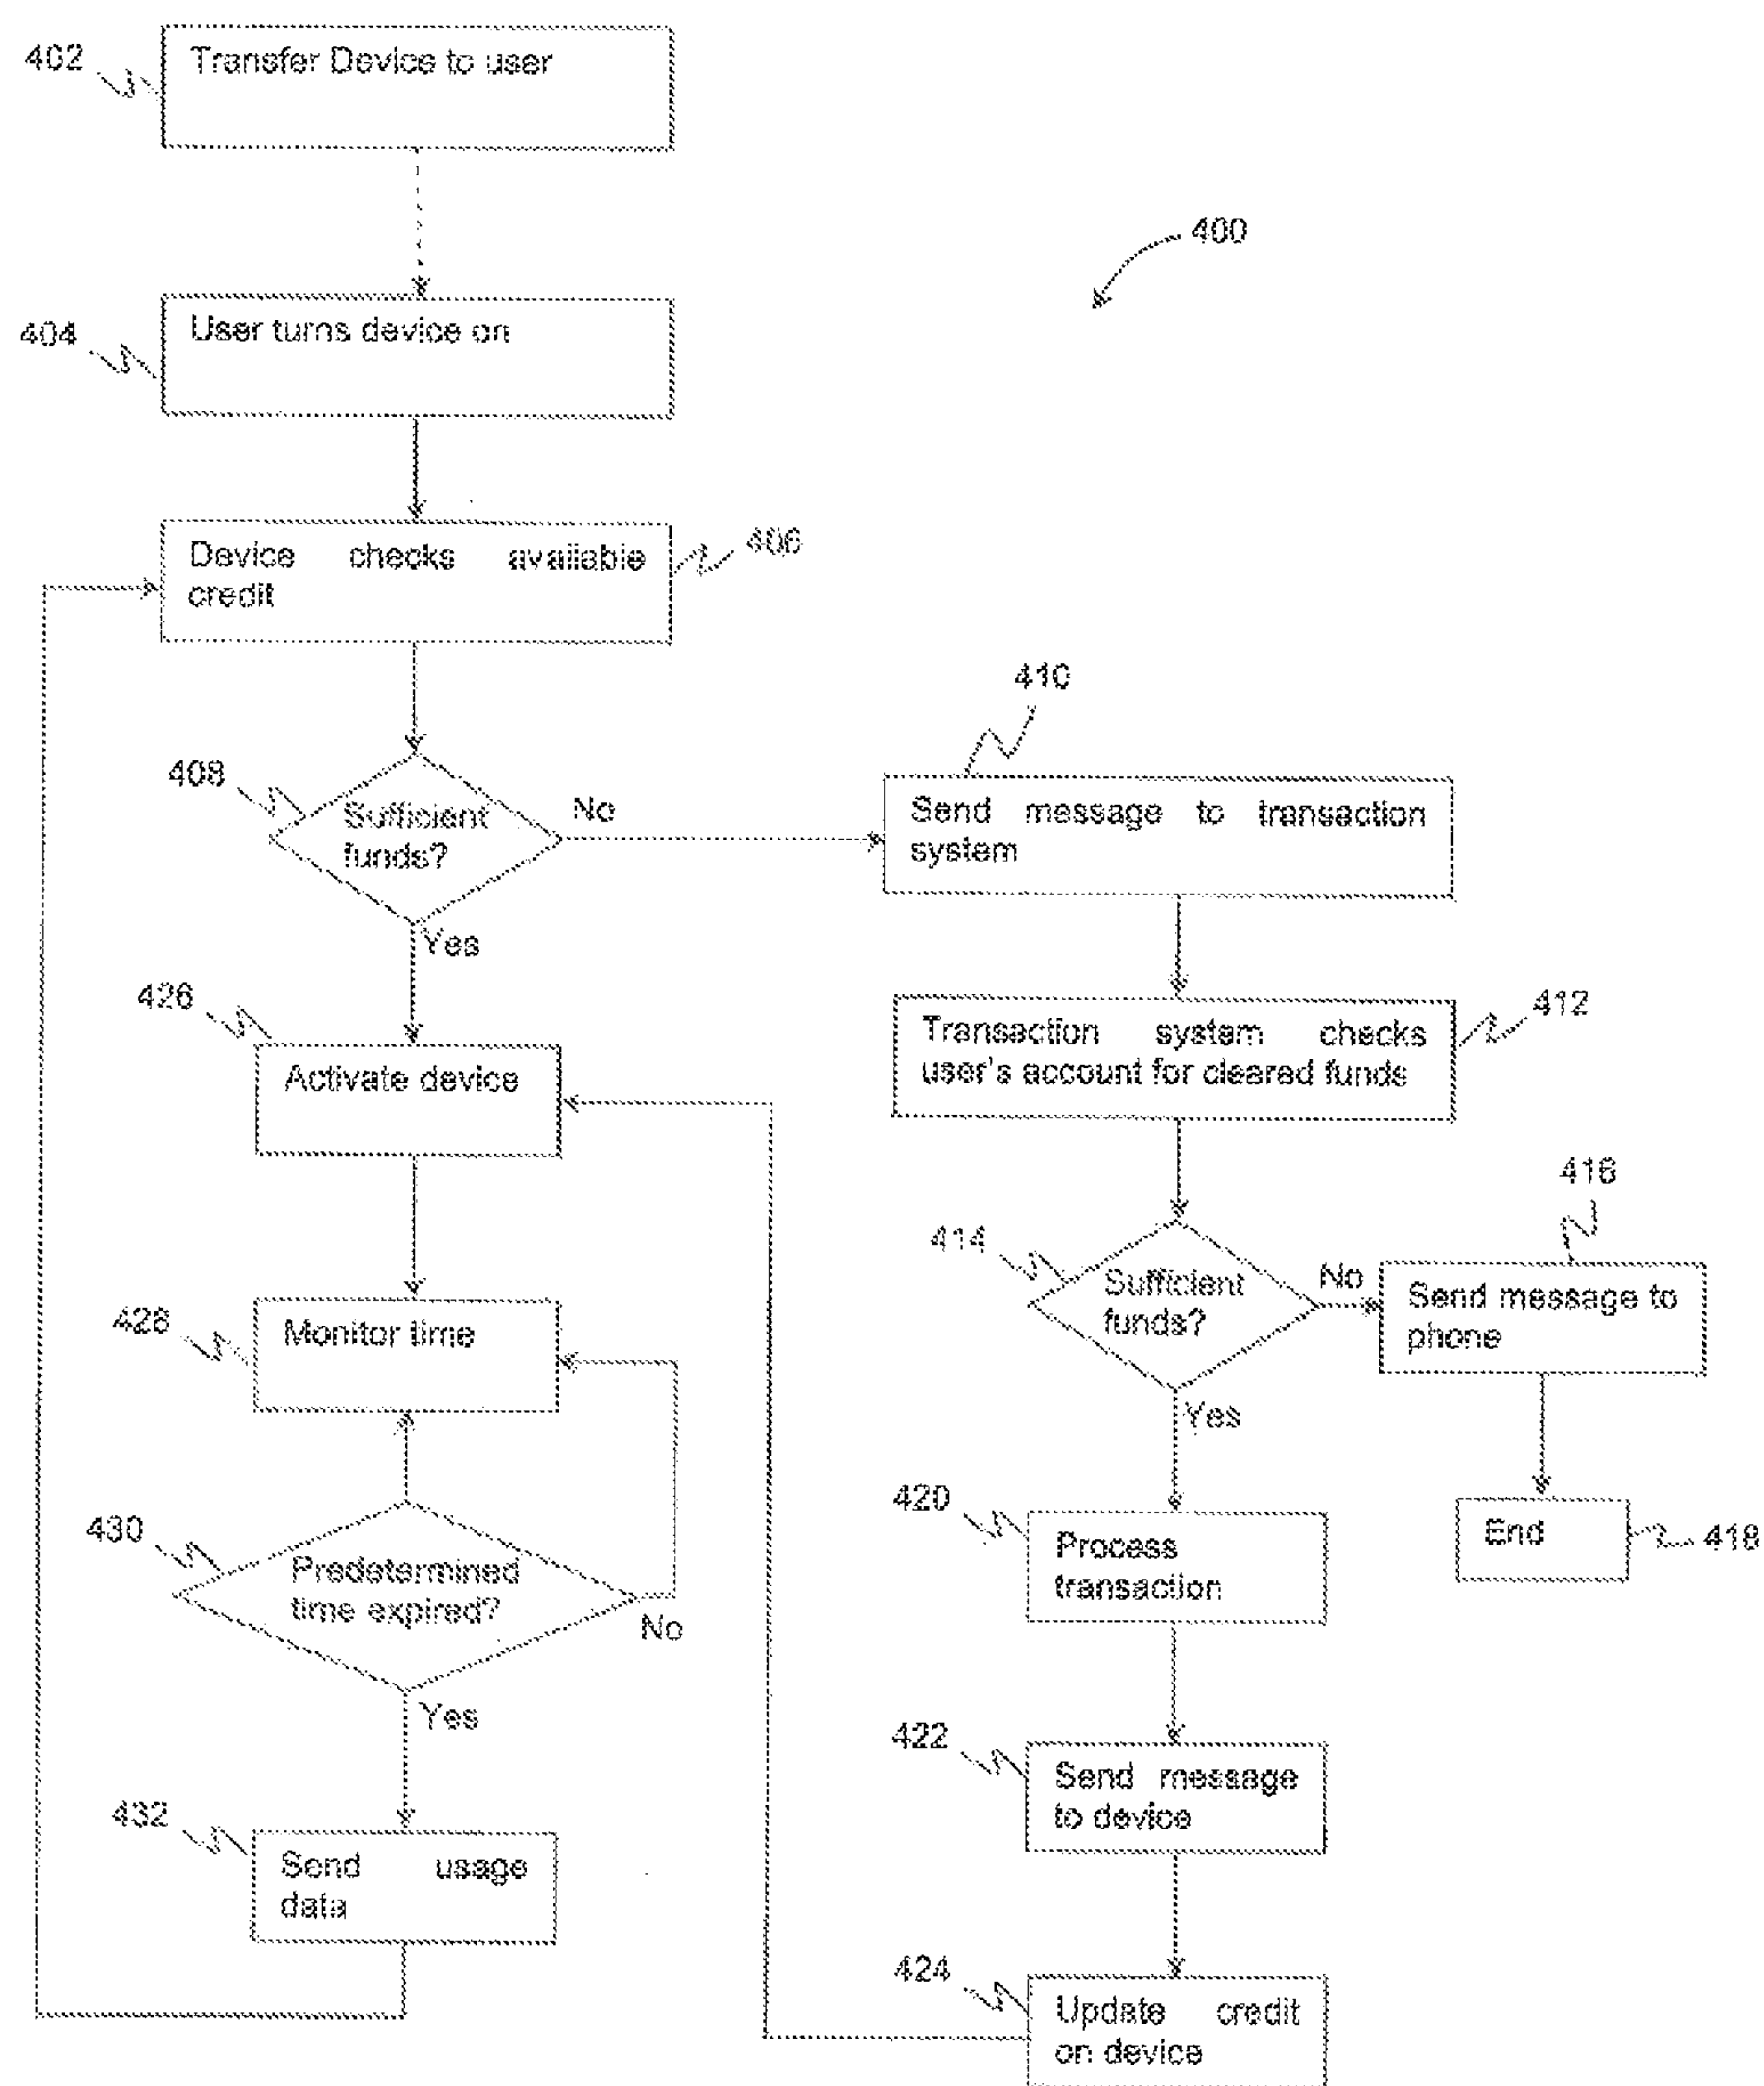 402
Transfer Device to user
400
404
User turns device on
Device checks available
credit
406
408
Sufficient
funds?
No
Yes
410
Send message to transaction
system
412
Transaction system checks
user's account for cleared funds
426
Activate device
414
Sufficient
funds?
No
Yes
416
Send message to
phone
418
End
428
Monitor time
430
Predetermined
time expired?
No
Yes
420
Process
transaction
422
Send message
to device
432
Send usage
data
424
Update credit
on device